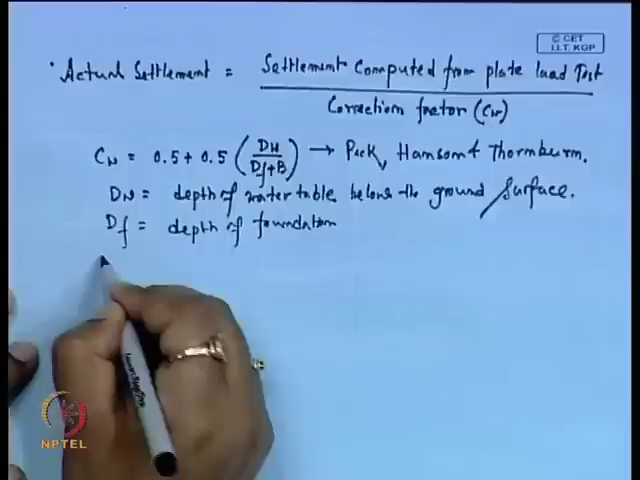 © CET
I.I.T. KGP
· Actual Settlement = Settlement Computed from plate load Test
Correction factor (Cw)
Cw = 0.5 + 0.5 (Dw / Df+B) → Peck, Hanson & Thornburn.
Dw = depth of water table below the ground surface.
Df = depth of foundation
NPTEL